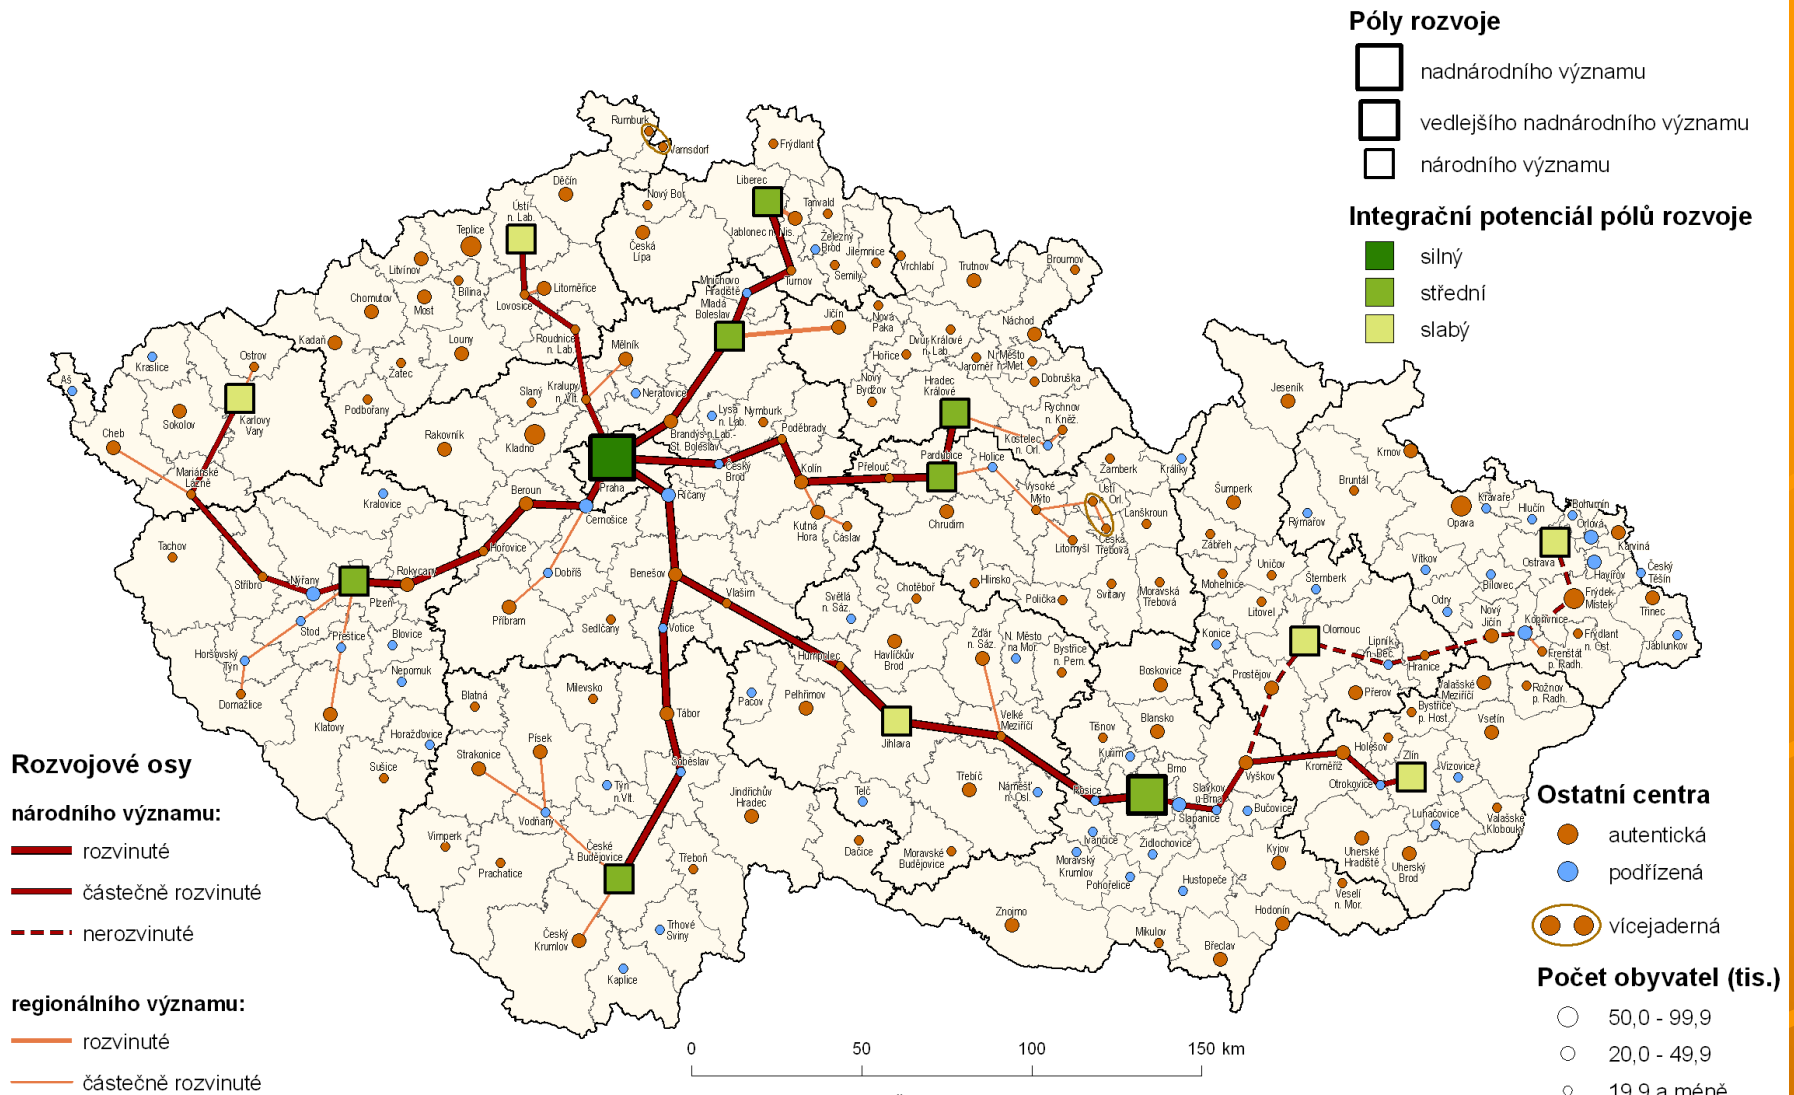 Póly rozvoje
nadnárodního významu
vedlejšího nadnárodního významu
národního významu
Integrační potenciál pólů rozvoje
silný
střední
slabý
Rumburk
Varnsdorf
Frýdlant
Děčín
Nový Bor
Liberec
Tanvald
Ústí
n. Lab.
Teplice
Česká
Lípa
Jablonec n. Nis.
Železný
Brod
Jilemnice
Semily
Vrchlabí
Trutnov
Broumov
Litvínov
Bílina
Litoměřice
Lovosice
Mnichovo
Hradiště
Turnov
Chomutov
Most
Mladá
Boleslav
Jičín
Nová
Paka
Náchod
Kadaň
Louny
Roudnice
n. Lab.
Mělník
Dvůr Králové
n. Lab.
Hořice
Jaroměř
N. Město
n. Met.
Ostrov
Kraslice
Aš
Žatec
Podbořany
Slaný
Kralupy
n. Vlt.
Neratovice
Nový
Bydžov
Hradec
Králové
Dobruška
Jeseník
Karlovy
Vary
Sokolov
Cheb
Rakovník
Kladno
Lysá
n. Lab.
Nymburk
Brandýs n. Lab.-
St. Boleslav
Poděbrady
Rychnov
n. Kněž.
Kostelec
n. Orl.
Krnov
Mariánské
Lázně
Praha
Český
Brod
Kolín
Přelouč
Pardubice
Holice
Žamberk
Králíky
Bruntál
Kralovice
Beroun
Černošice
Říčany
Kutná
Hora
Čáslav
Chrudim
Vysoké
Mýto
Ústí
n. Orl.
Česká
Třebová
Lanškroun
Litomyšl
Šumperk
Rýmařov
Opava
Kravaře
Hlučín
Bohumín
Orlová
Karviná
Ostrava
Havířov
Český
Těšín
Tachov
Hořovice
Zábřeh
Uničov
Vítkov
Bílovec
Stříbro
Nýřany
Plzeň
Rokycany
Dobříš
Benešov
Vlašim
Chotěboř
Hlinsko
Polička
Svitavy
Moravská
Třebová
Mohelnice
Litovel
Šternberk
Odry
Nový
Jičín
Kopřivnice
Frýdek-
Místek
Třinec
Stod
Přeštice
Blovice
Příbram
Sedlčany
Votice
Světlá
n. Sáz.
Havlíčkův
Brod
Žďár
n. Sáz.
N. Město
na Mor.
Bystřice
n. Pern.
Konice
Olomouc
Lipník
n. Beč.
Hranice
Frenštát
p. Radh.
Frýdlant
n. Ost.
Jablunkov
Horšovský
Týn
Domažlice
Nepomuk
Klatovy
Humpolec
Boskovice
Prostějov
Přerov
Valašské
Meziříčí
Rožnov
p. Radh.
Blatná
Milevsko
Tábor
Pacov
Pelhřimov
Bystřice
p. Host.
Vsetín
Horažďovice
Strakonice
Písek
Soběslav
Jihlava
Velké
Meziříčí
Tišnov
Blansko
Kuřim
Holešov
Kroměříž
Zlín
Vizovice
Sušice
Týn
n.Vlt.
Jindřichův
Hradec
Telč
Třebíč
Náměšť
n. Osl.
Rosice
Brno
Slavkov
u Brna
Šlapanice
Vyškov
Bučovice
Otrokovice
Luhačovice
Valašské
Klobouky
Vodňany
České
Budějovice
Vimperk
Prachatice
Třeboň
Dačice
Moravské
Budějovice
Ivančice
Moravský
Krumlov
Židlochovice
Pohořelice
Hustopeče
Kyjov
Uherské
Hradiště
Uherský
Brod
Veselí
n. Mor.
Český
Krumlov
Trhové
Sviny
Kaplice
Znojmo
Mikulov
Břeclav
Hodonín
Rozvojové osy
národního významu:
rozvinuté
částečně rozvinuté
nerozvinuté
regionálního významu:
rozvinuté
částečně rozvinuté
0 50 100 150 km
Ostatní centra
autentická
podřízená
vícejaderná
Počet obyvatel (tis.)
50,0 - 99,9
20,0 - 49,9
19,9 a méně